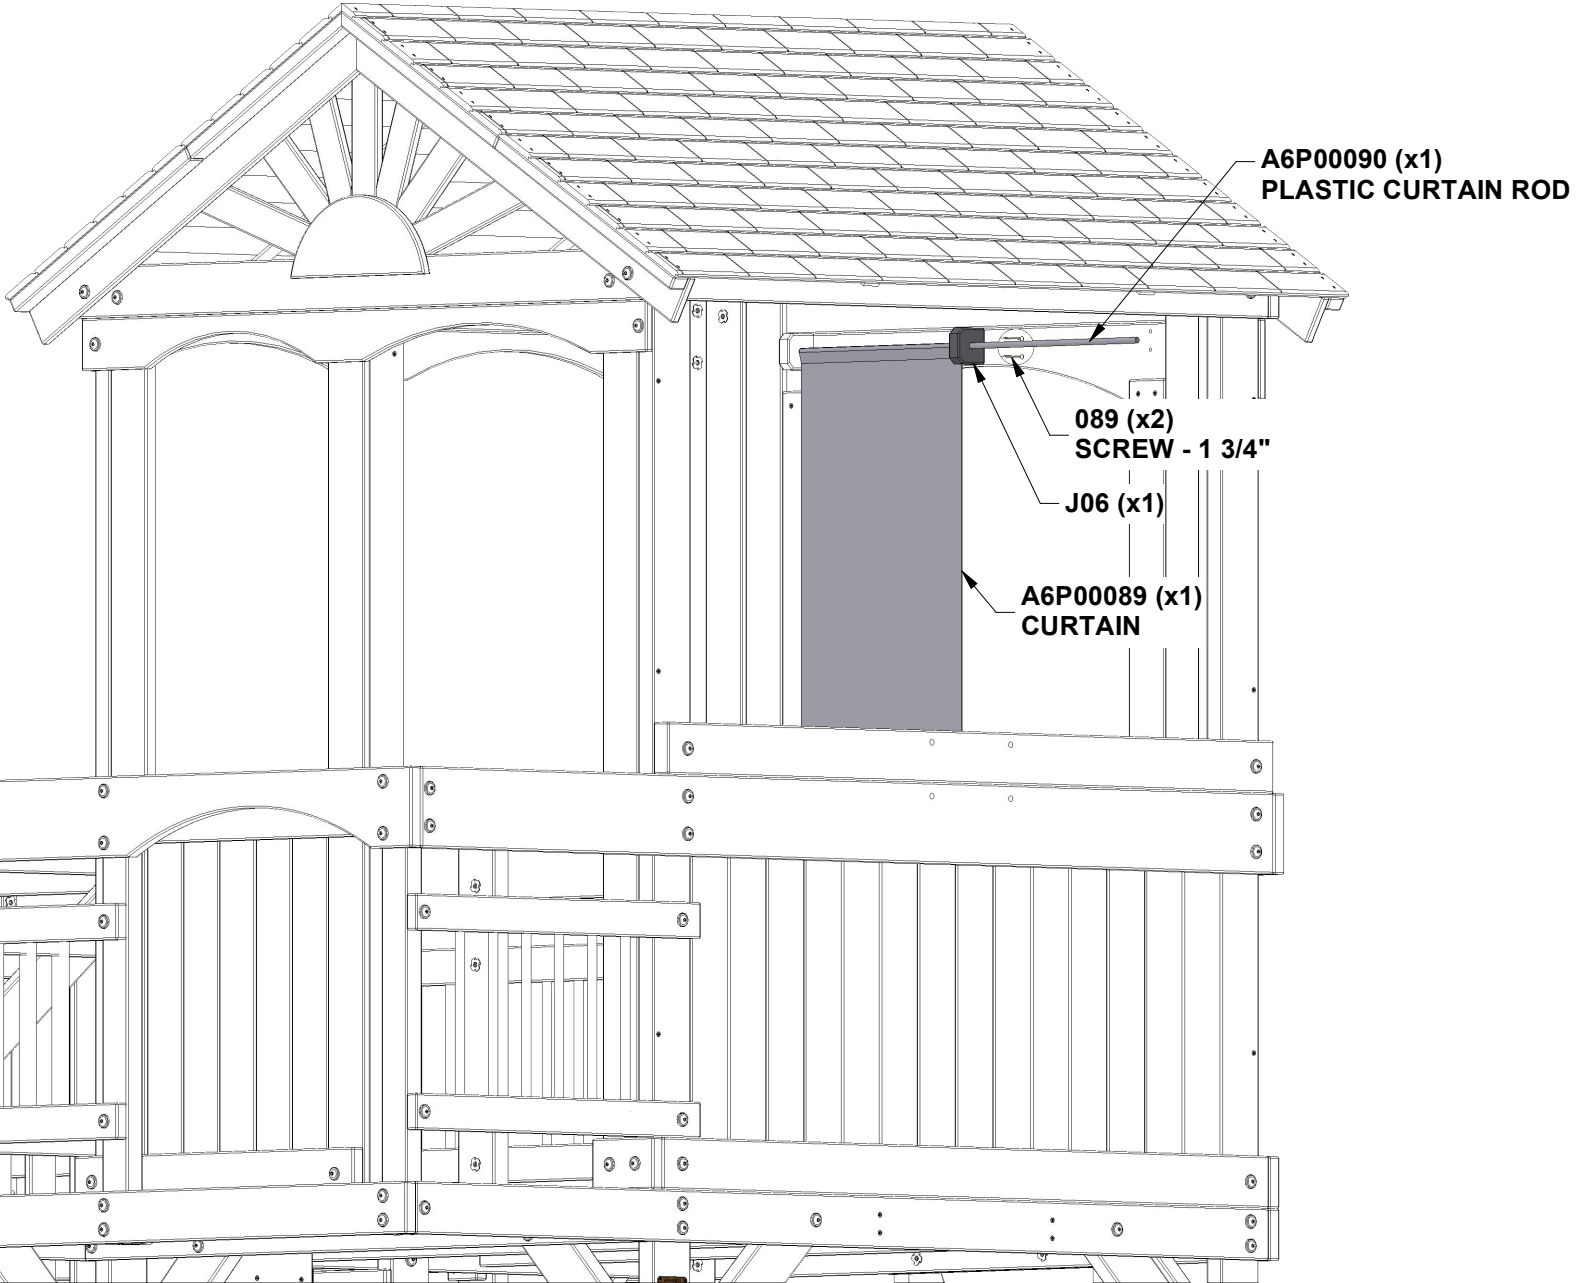 A6P00090 (x1)
PLASTIC CURTAIN ROD
089 (x2)
SCREW - 1 3/4"
J06 (x1)
A6P00089 (x1)
CURTAIN